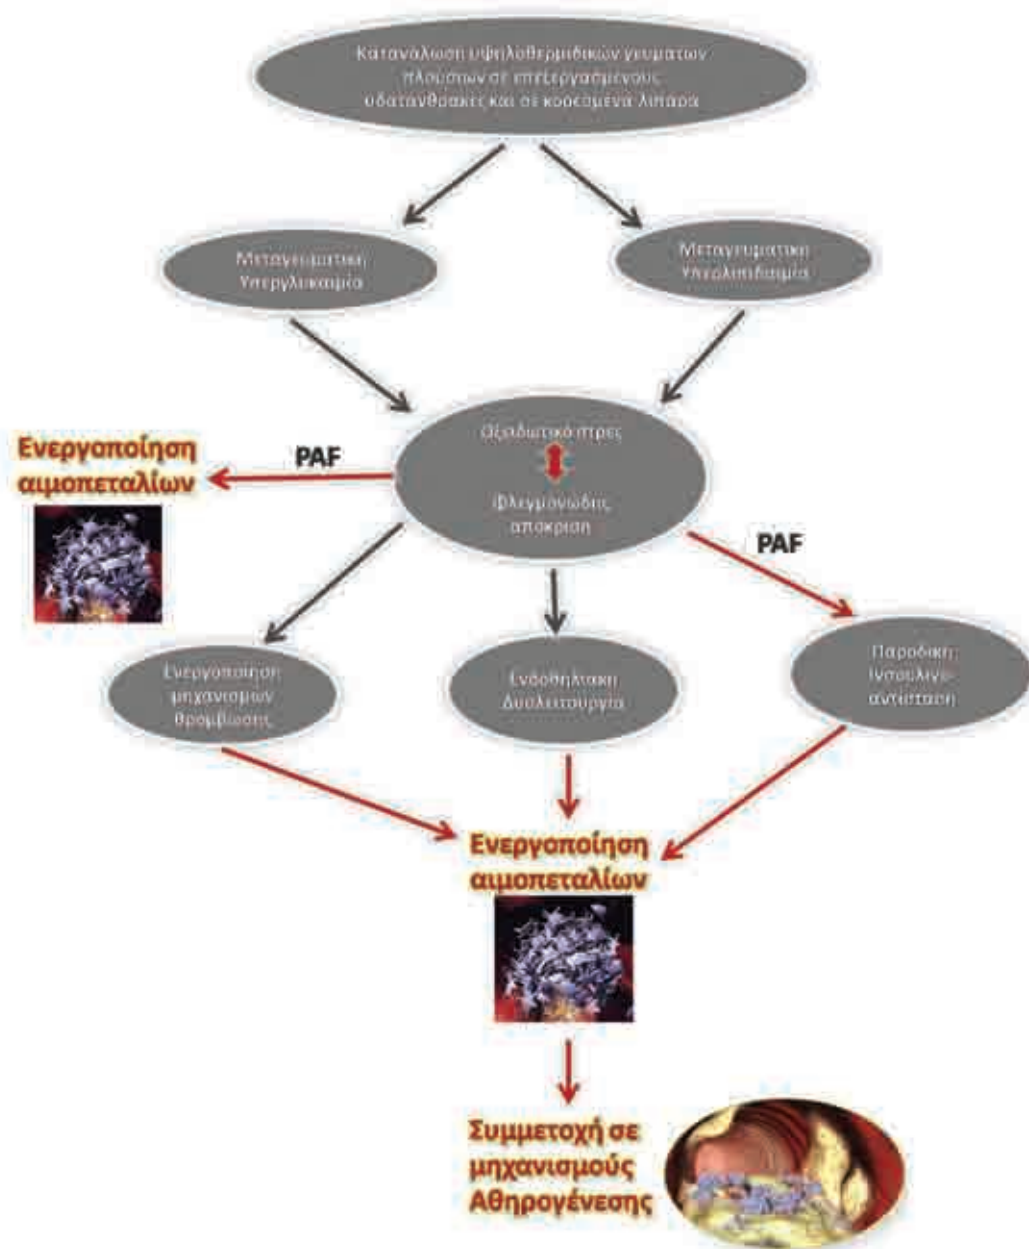 Κατανάλωση υψηλοθερμιδικών γευμάτων
πλούσιων σε επεξεργασμένους
υδατάνθρακες και σε κορεσμένα λιπαρά
Μεταγευματική
Υπεργλυκαιμία
Μεταγευματική
Υπερλιπιδαιμία
Οξειδωτικό στρες
Φλεγμονώδης
απόκριση
Ενεργοποίηση
αιμοπεταλίων
PAF
PAF
Ενεργοποίηση
μηχανισμών
θρόμβωσης
Ενδοθηλιακή
Δυσλειτουργία
Παροδική
Ινσουλινο-
αντίσταση
Ενεργοποίηση
αιμοπεταλίων
Συμμετοχή σε
μηχανισμούς
Αθηρογένεσης